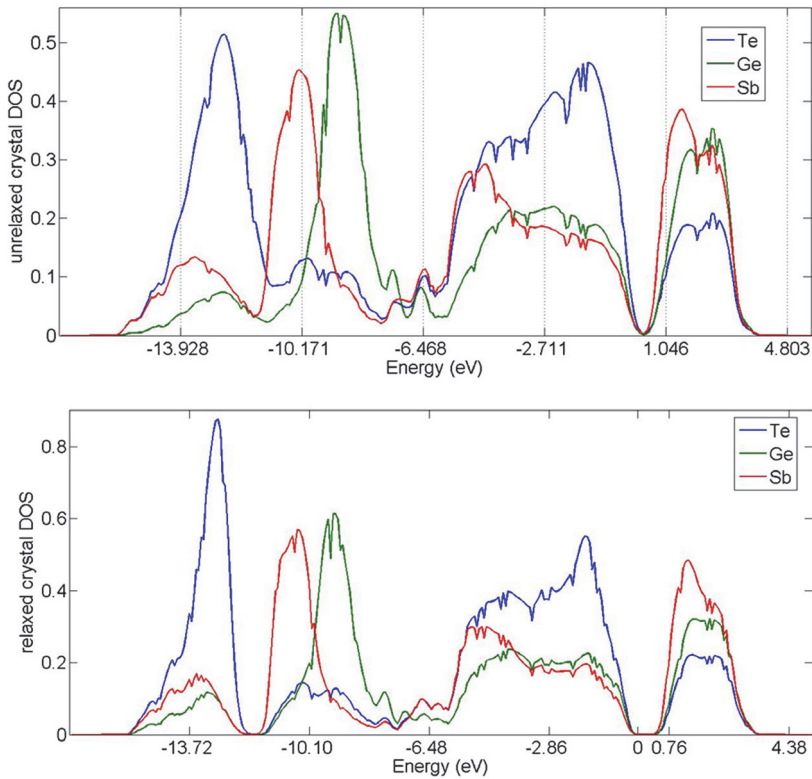 unrelaxed crystal DOS
0.5
0.4
0.3
0.2
0.1
0
Te
Ge
Sb
-13.928 -10.171 -6.468 -2.711 1.046 4.803
Energy (eV)
relaxed crystal DOS
0.8
0.6
0.4
0.2
0
Te
Ge
Sb
-13.72 -10.10 -6.48 -2.86 0 0.76 4.38
Energy (eV)